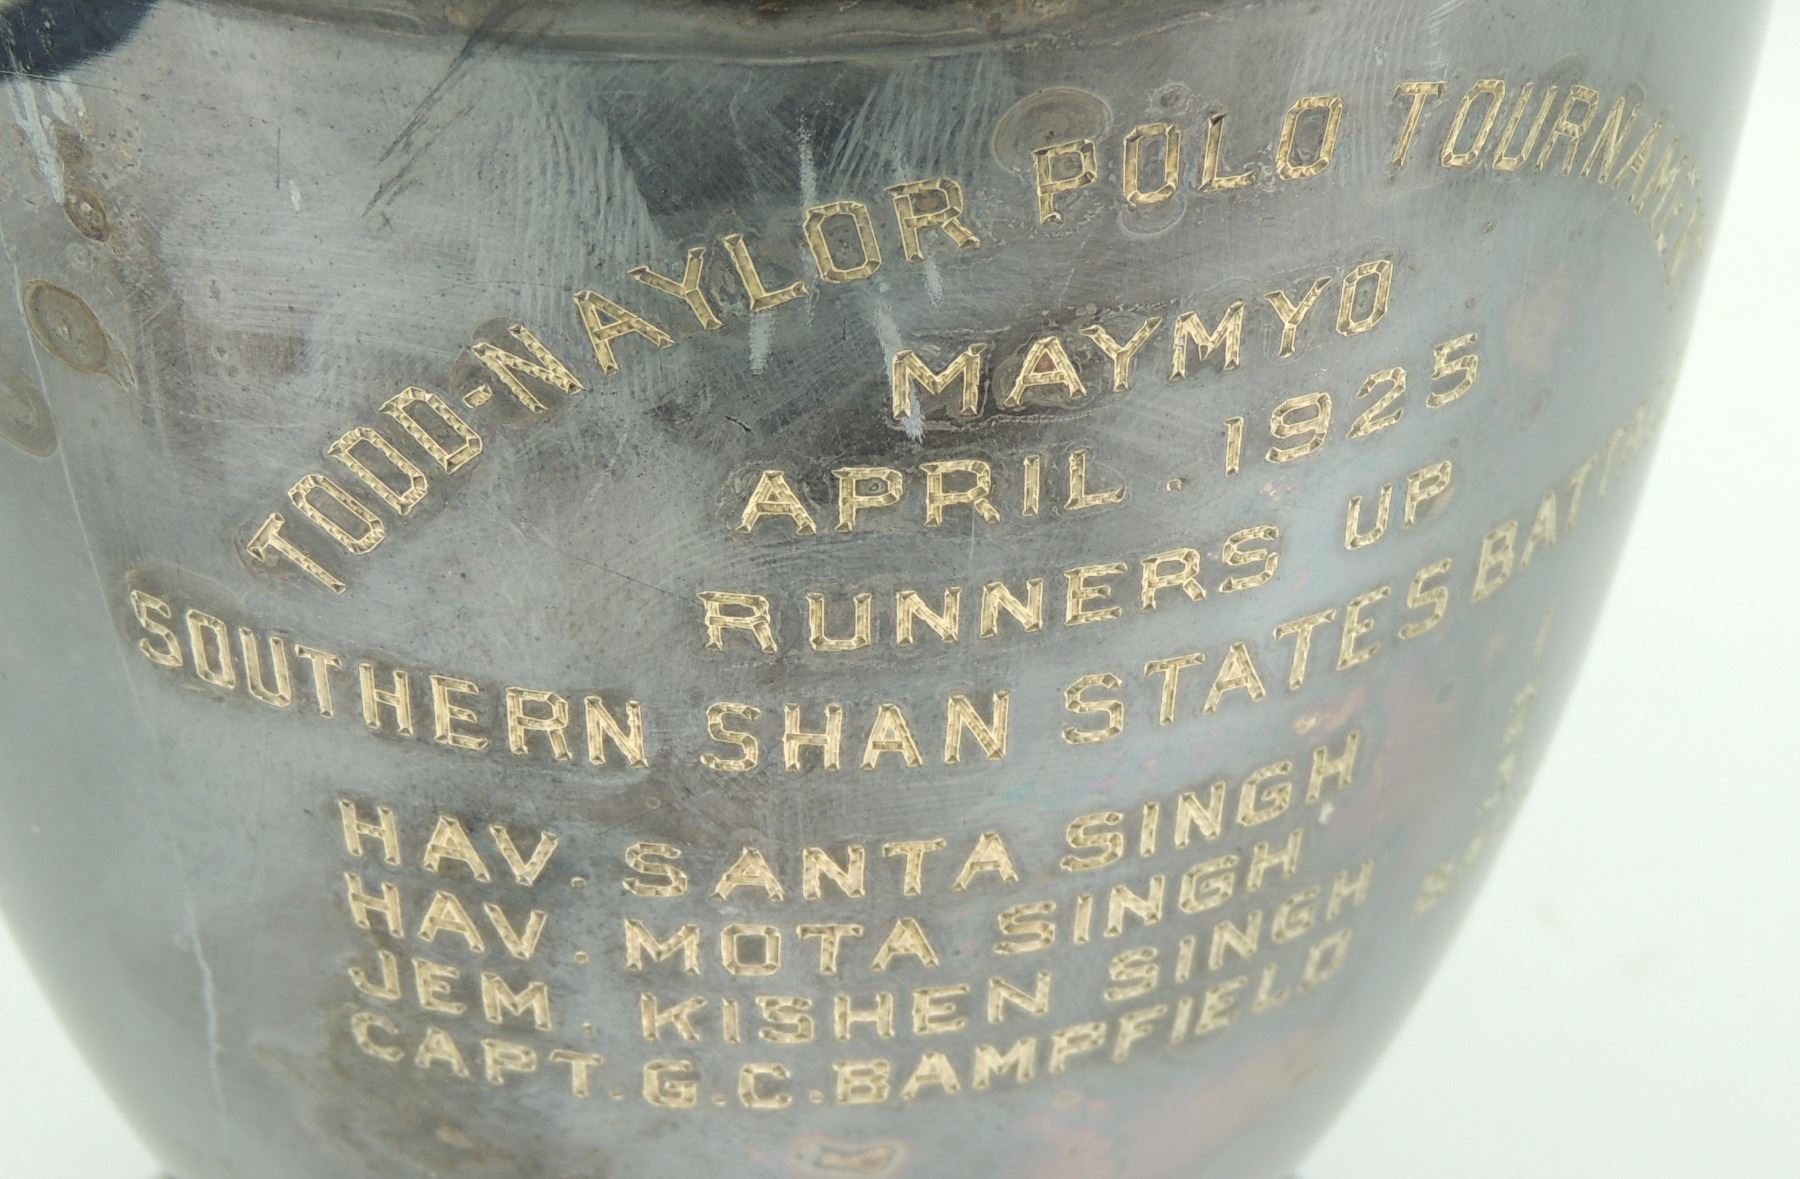 TODD-NAYLOR POLO TOURNAMENT
MAYMYO
APRIL . 1925
RUNNERS UP
SOUTHERN SHAN STATES BATT
HAV. SANTA SINGH
HAV. MOTA SINGH
JEM. KISHEN SINGH
CAPT. G. C. BAMPFIELD